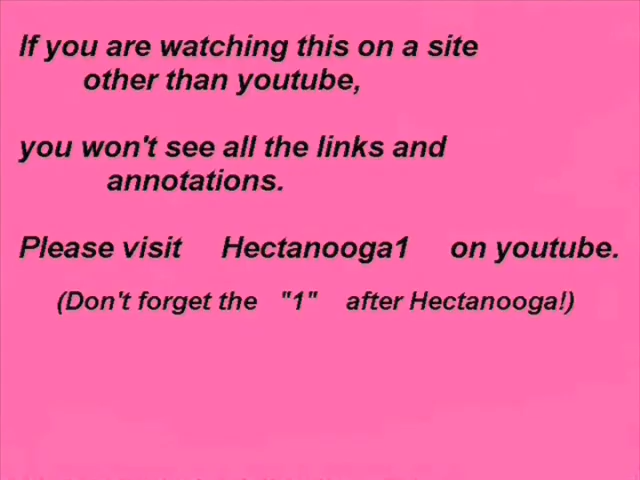 If you are watching this on a site
other than youtube,
you won't see all the links and
annotations.
Please visit Hectanooga1 on youtube.
(Don't forget the "1" after Hectanooga!)